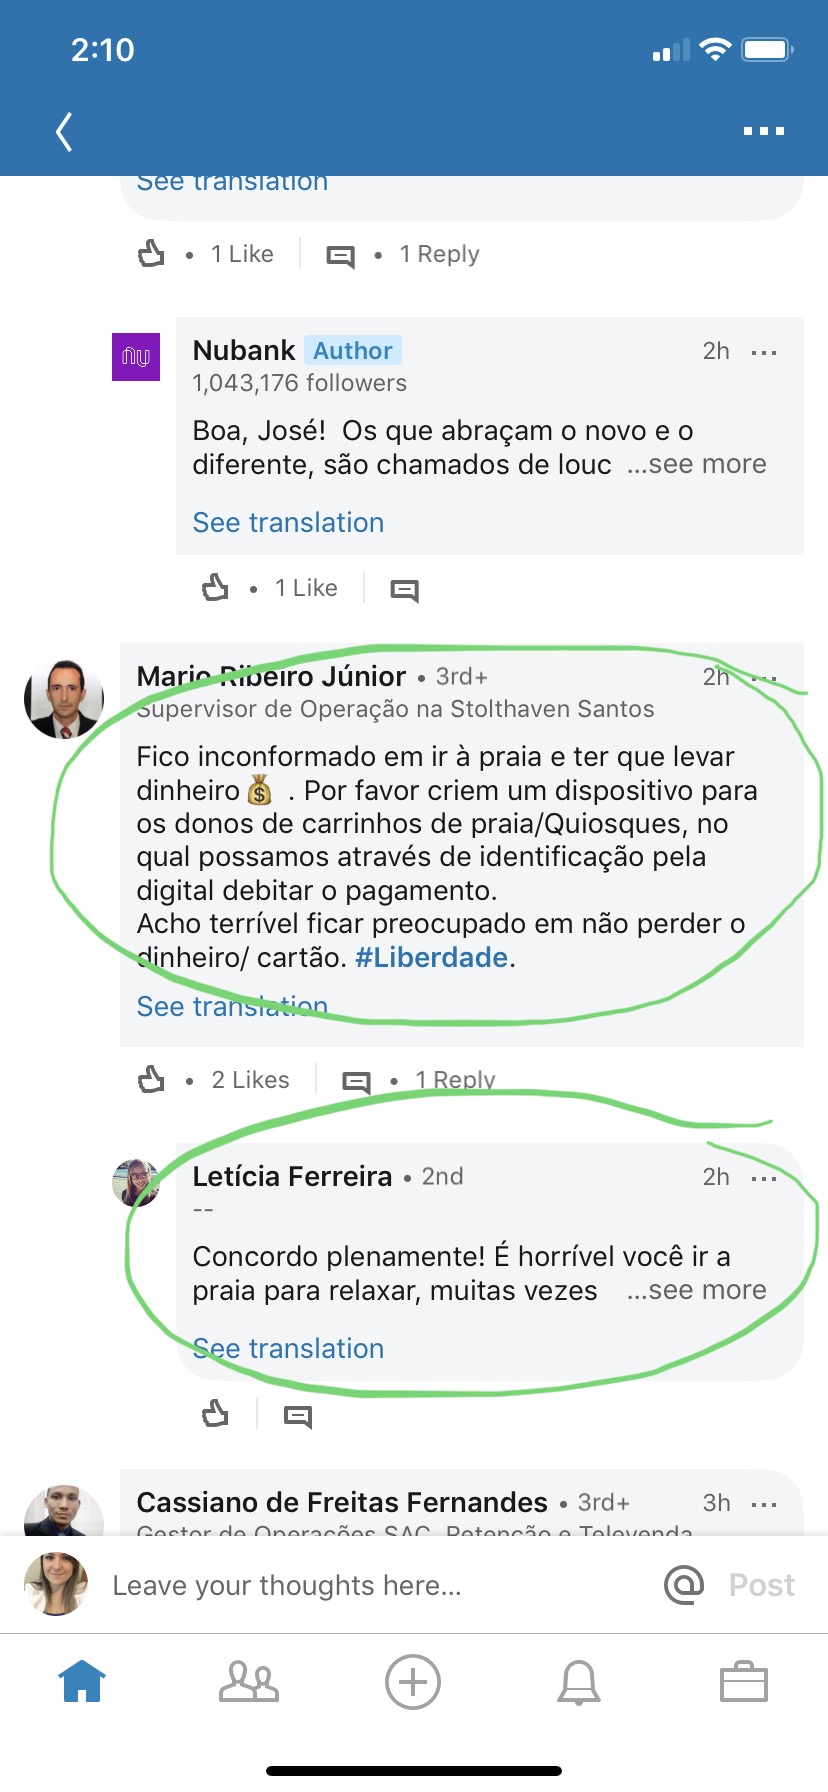 2:10
See translation
1 Like
1 Reply
nu
Nubank Author
2h
1,043,176 followers
Boa, José! Os que abraçam o novo e o
diferente, são chamados de louc ...see more
See translation
1 Like
Mario Ribeiro Júnior • 3rd+
2h
Supervisor de Operação na Stolthaven Santos
Fico inconformado em ir à praia e ter que levar
dinheiro💰 . Por favor criem um dispositivo para
os donos de carrinhos de praia/Quiosques, no
qual possamos através de identificação pela
digital debitar o pagamento.
Acho terrível ficar preocupado em não perder o
dinheiro/ cartão. #Liberdade.
See translation
2 Likes
1 Reply
Letícia Ferreira • 2nd
2h
--
Concordo plenamente! É horrível você ir a
praia para relaxar, muitas vezes ...see more
See translation
Cassiano de Freitas Fernandes • 3rd+
3h
Gestor de Operações SAC, Retenção e Televenda
Leave your thoughts here...
Post